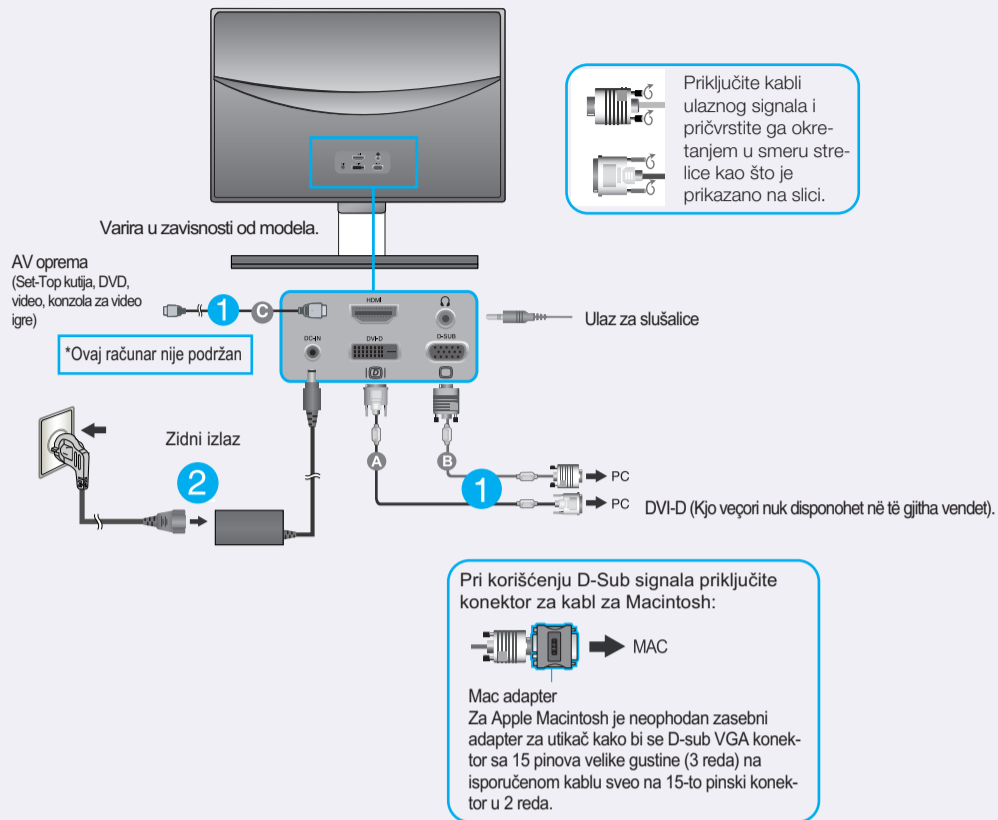 Priključite kabli
ulaznog signala i
pričvrstite ga okre-
tanjem u smeru stre-
lice kao što je
prikazano na slici.
Varira u zavisnosti od modela.
AV oprema
(Set-Top kutija, DVD,
video, konzola za video
igre)
1
C
HDMI
DC-IN
DVI-D
D-SUB
D
Ulaz za slušalice
*Ovaj računar nije podržan
Zidni izlaz
2
A
B
1
PC
PC
DVI-D (Kjo veçori nuk disponohet në të gjitha vendet).
Pri korišćenju D-Sub signala priključite
konektor za kabl za Macintosh:
MAC
Mac adapter
Za Apple Macintosh je neophodan zasebni
adapter za utikač kako bi se D-sub VGA konek-
tor sa 15 pinova velike gustine (3 reda) na
isporučenom kablu sveo na 15-to pinski konek-
tor u 2 reda.